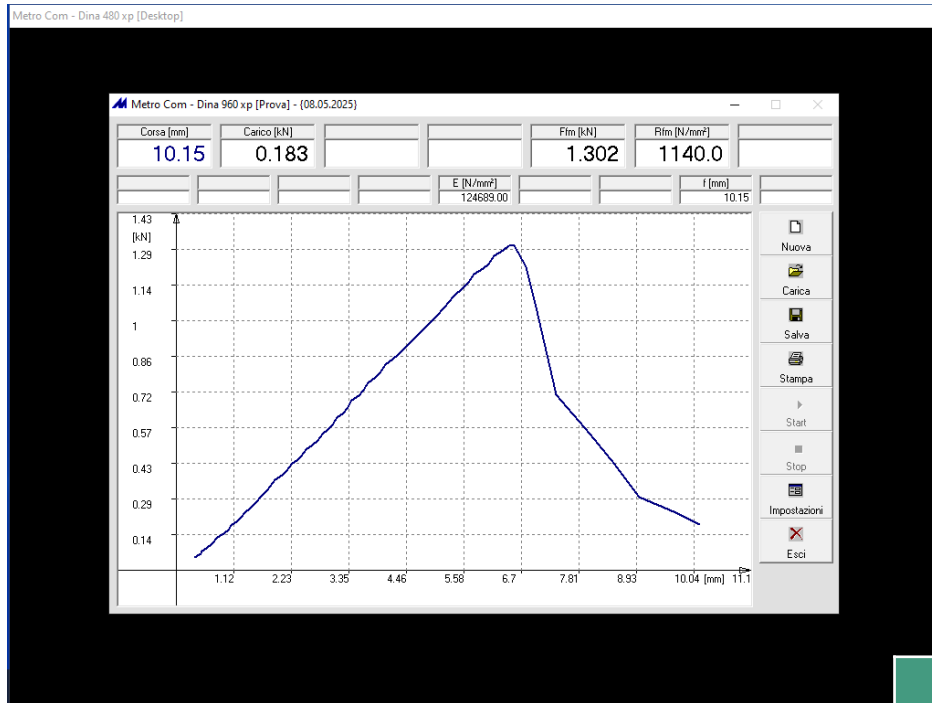 Metro Com - Dina 480 xp [Desktop]
Metro Com - Dina 960 xp [Prova] - {08.05.2025}
Corsa [mm] Carico [kN] Ffm [kN] Rfm [N/mm²]
10.15 0.183 1.302 1140.0
E [N/mm²] f [mm]
124689.00 10.15
1.43
[kN]
1.29
1.14
1
0.86
0.72
0.57
0.43
0.29
0.14
1.12 2.23 3.35 4.46 5.58 6.7 7.81 8.93 10.04 [mm] 11.1
Nuova
Carica
Salva
Stampa
Start
Stop
Impostazioni
Esci